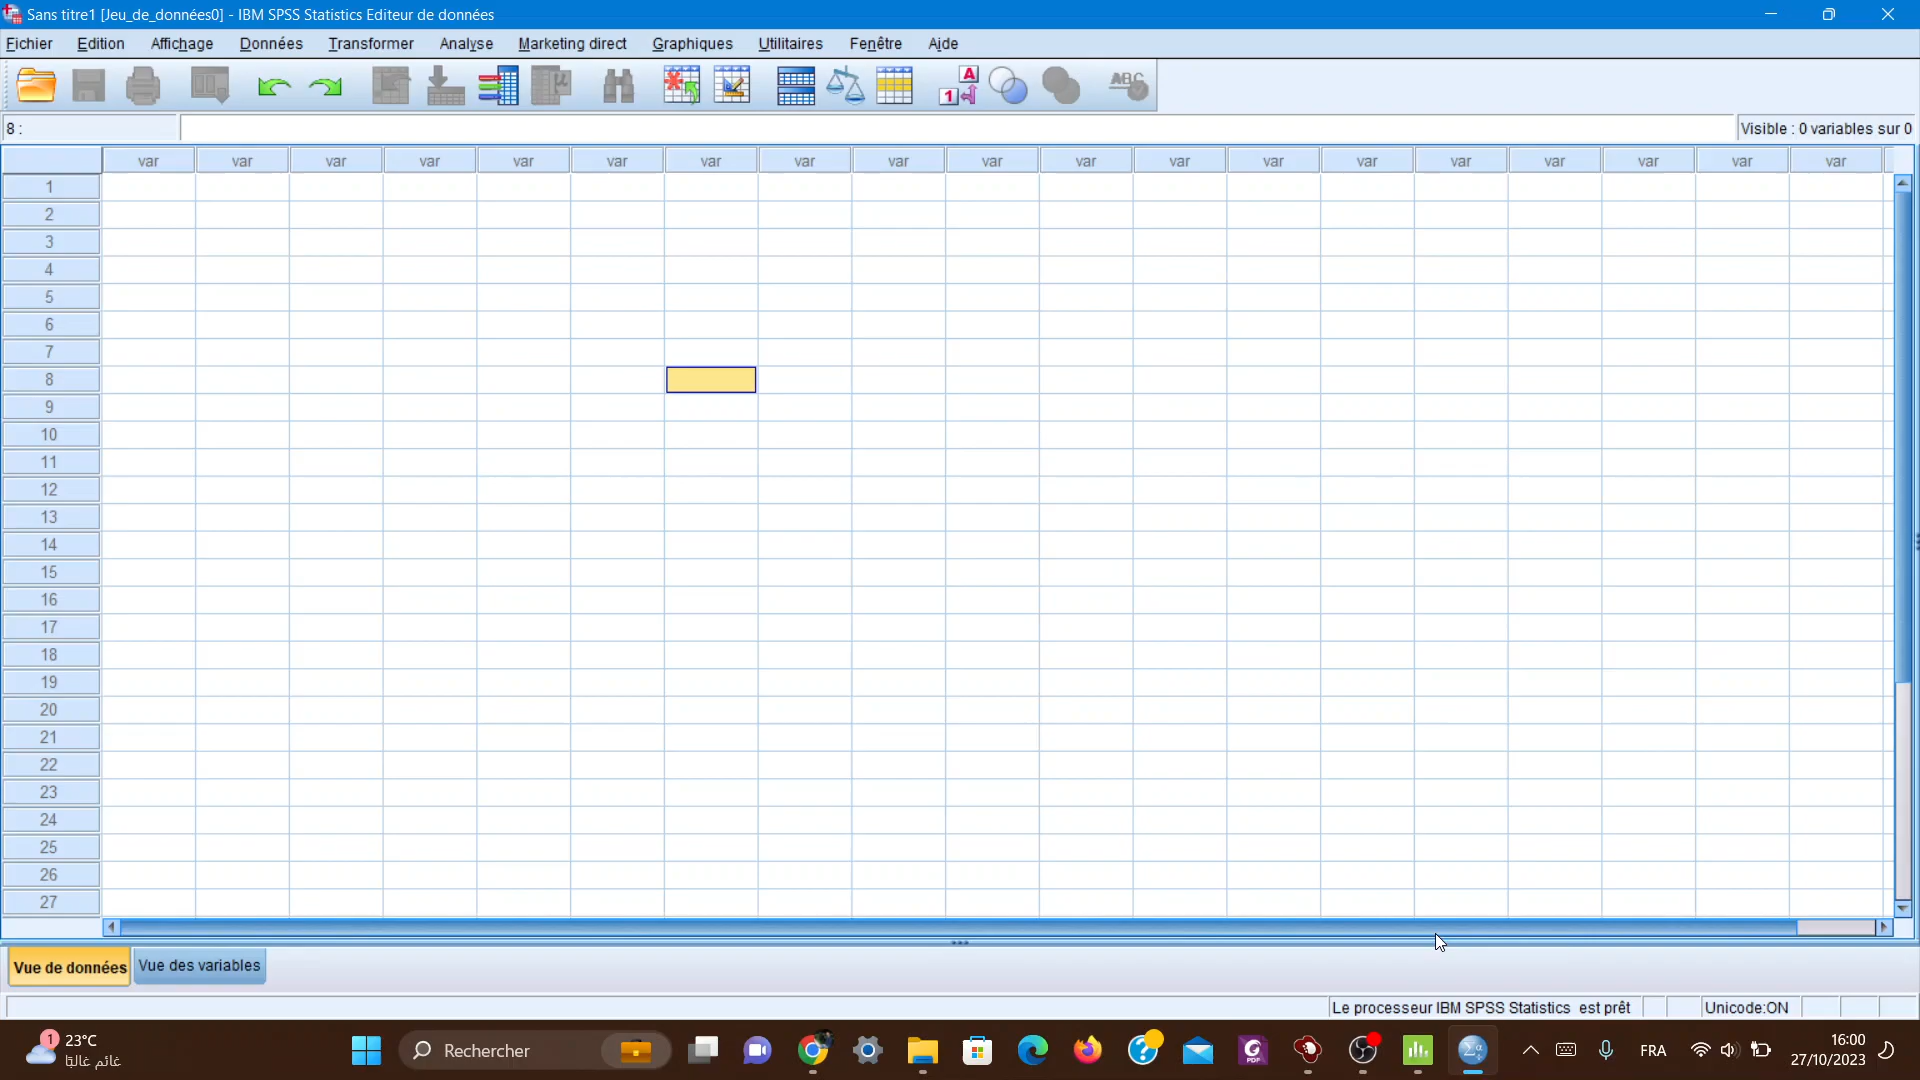 Sans titre1 [Jeu_de_données0] - IBM SPSS Statistics Editeur de données
Fichier Edition Affichage Données Transformer Analyse Marketing direct Graphiques Utilitaires Fenêtre Aide
A
1
ABC
8 :
Visible : 0 variables sur 0
var var var var var var var var var var var var var var var var var var var
1
2
3
4
5
6
7
8
9
10
11
12
13
14
15
16
17
18
19
20
21
22
23
24
25
26
27
Vue de données Vue des variables
Le processeur IBM SPSS Statistics est prêt Unicode:ON
1 23°C
غائم غالبًا
Rechercher
PDF
FRA
16:00
27/10/2023